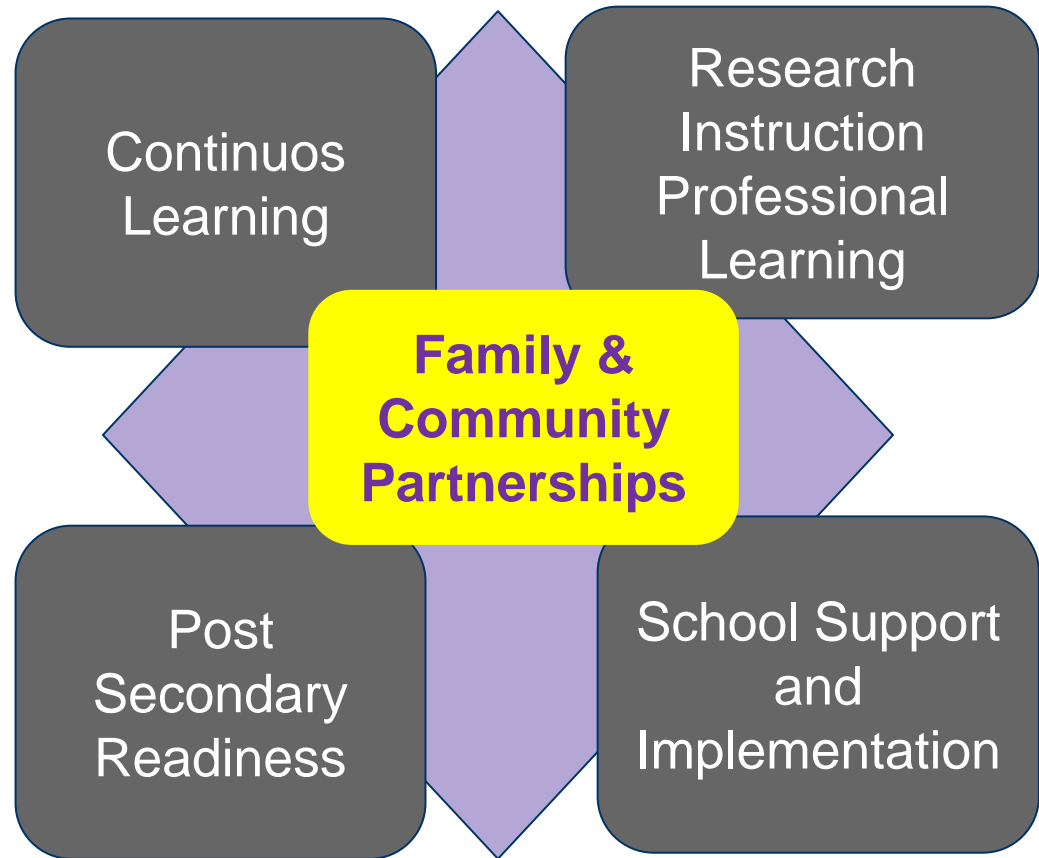 Continuos
Learning
Research
Instruction
Professional
Learning
Family &
Community
Partnerships
Post
Secondary
Readiness
School Support
and
Implementation